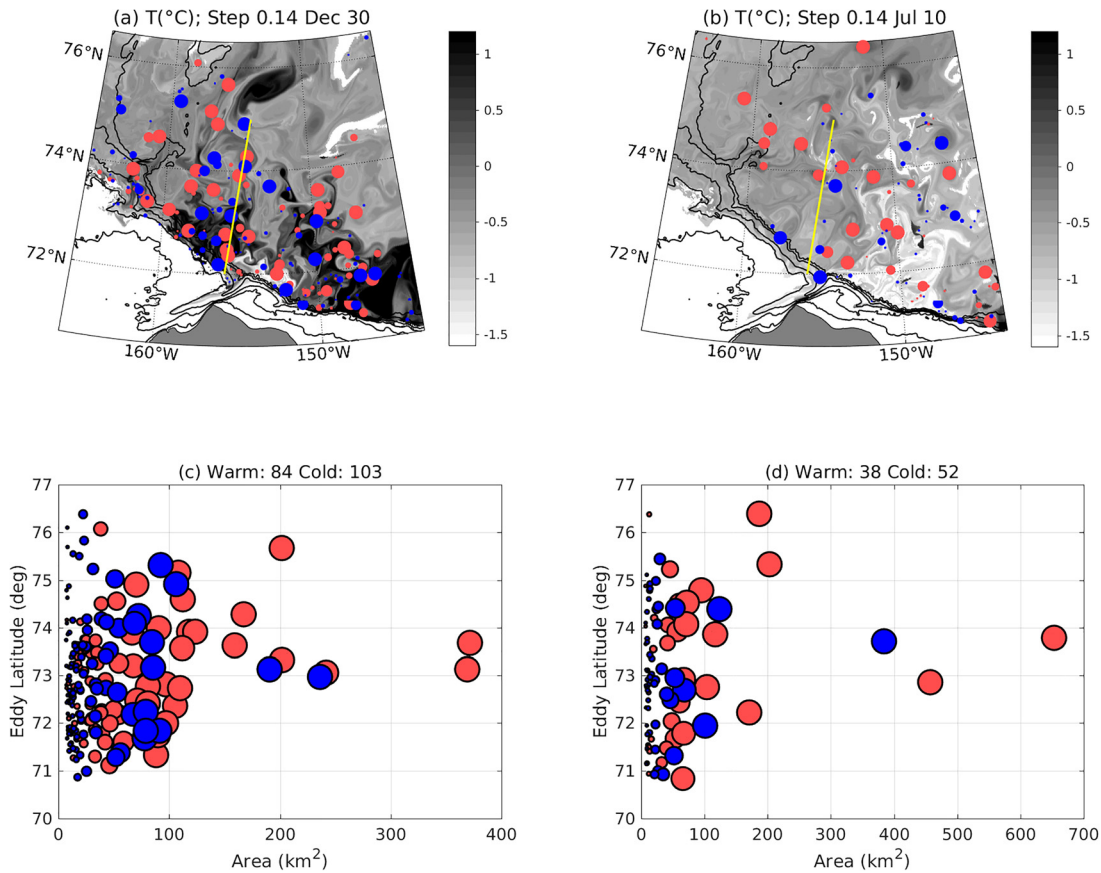 (a) T(°C); Step 0.14 Dec 30
76°N
74°N
72°N
160°W
150°W
1
0.5
0
-0.5
-1
-1.5
(b) T(°C); Step 0.14 Jul 10
76°N
74°N
72°N
160°W
150°W
1
0.5
0
-0.5
-1
-1.5
(c) Warm: 84 Cold: 103
Eddy Latitude (deg)
77
76
75
74
73
72
71
70
0 100 200 300 400
Area (km²)
(d) Warm: 38 Cold: 52
Eddy Latitude (deg)
77
76
75
74
73
72
71
70
0 100 200 300 400 500 600 700
Area (km²)